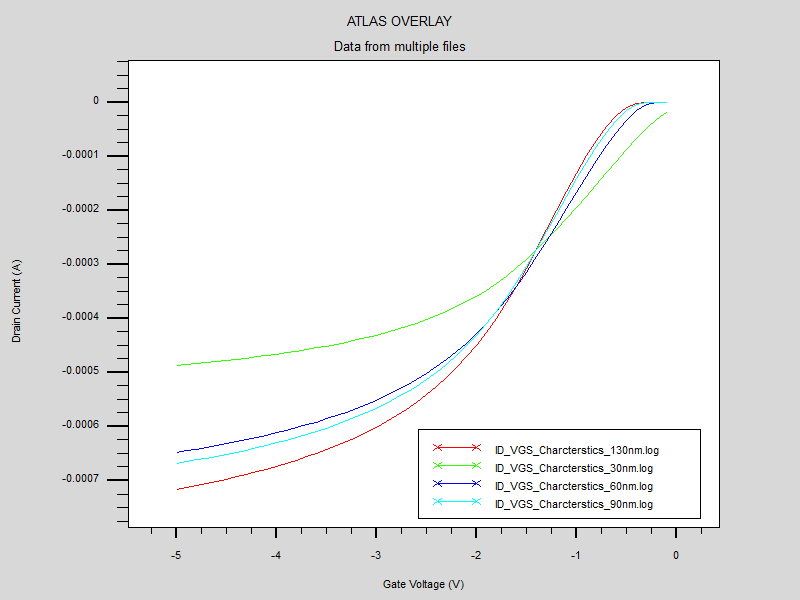 ATLAS OVERLAY
Data from multiple files
0
-0.0001
-0.0002
-0.0003
-0.0004
-0.0005
-0.0006
-0.0007
Drain Current (A)
ID_VGS_Charcterstics_130nm.log
ID_VGS_Charcterstics_30nm.log
ID_VGS_Charcterstics_60nm.log
ID_VGS_Charcterstics_90nm.log
-5 -4 -3 -2 -1 0
Gate Voltage (V)